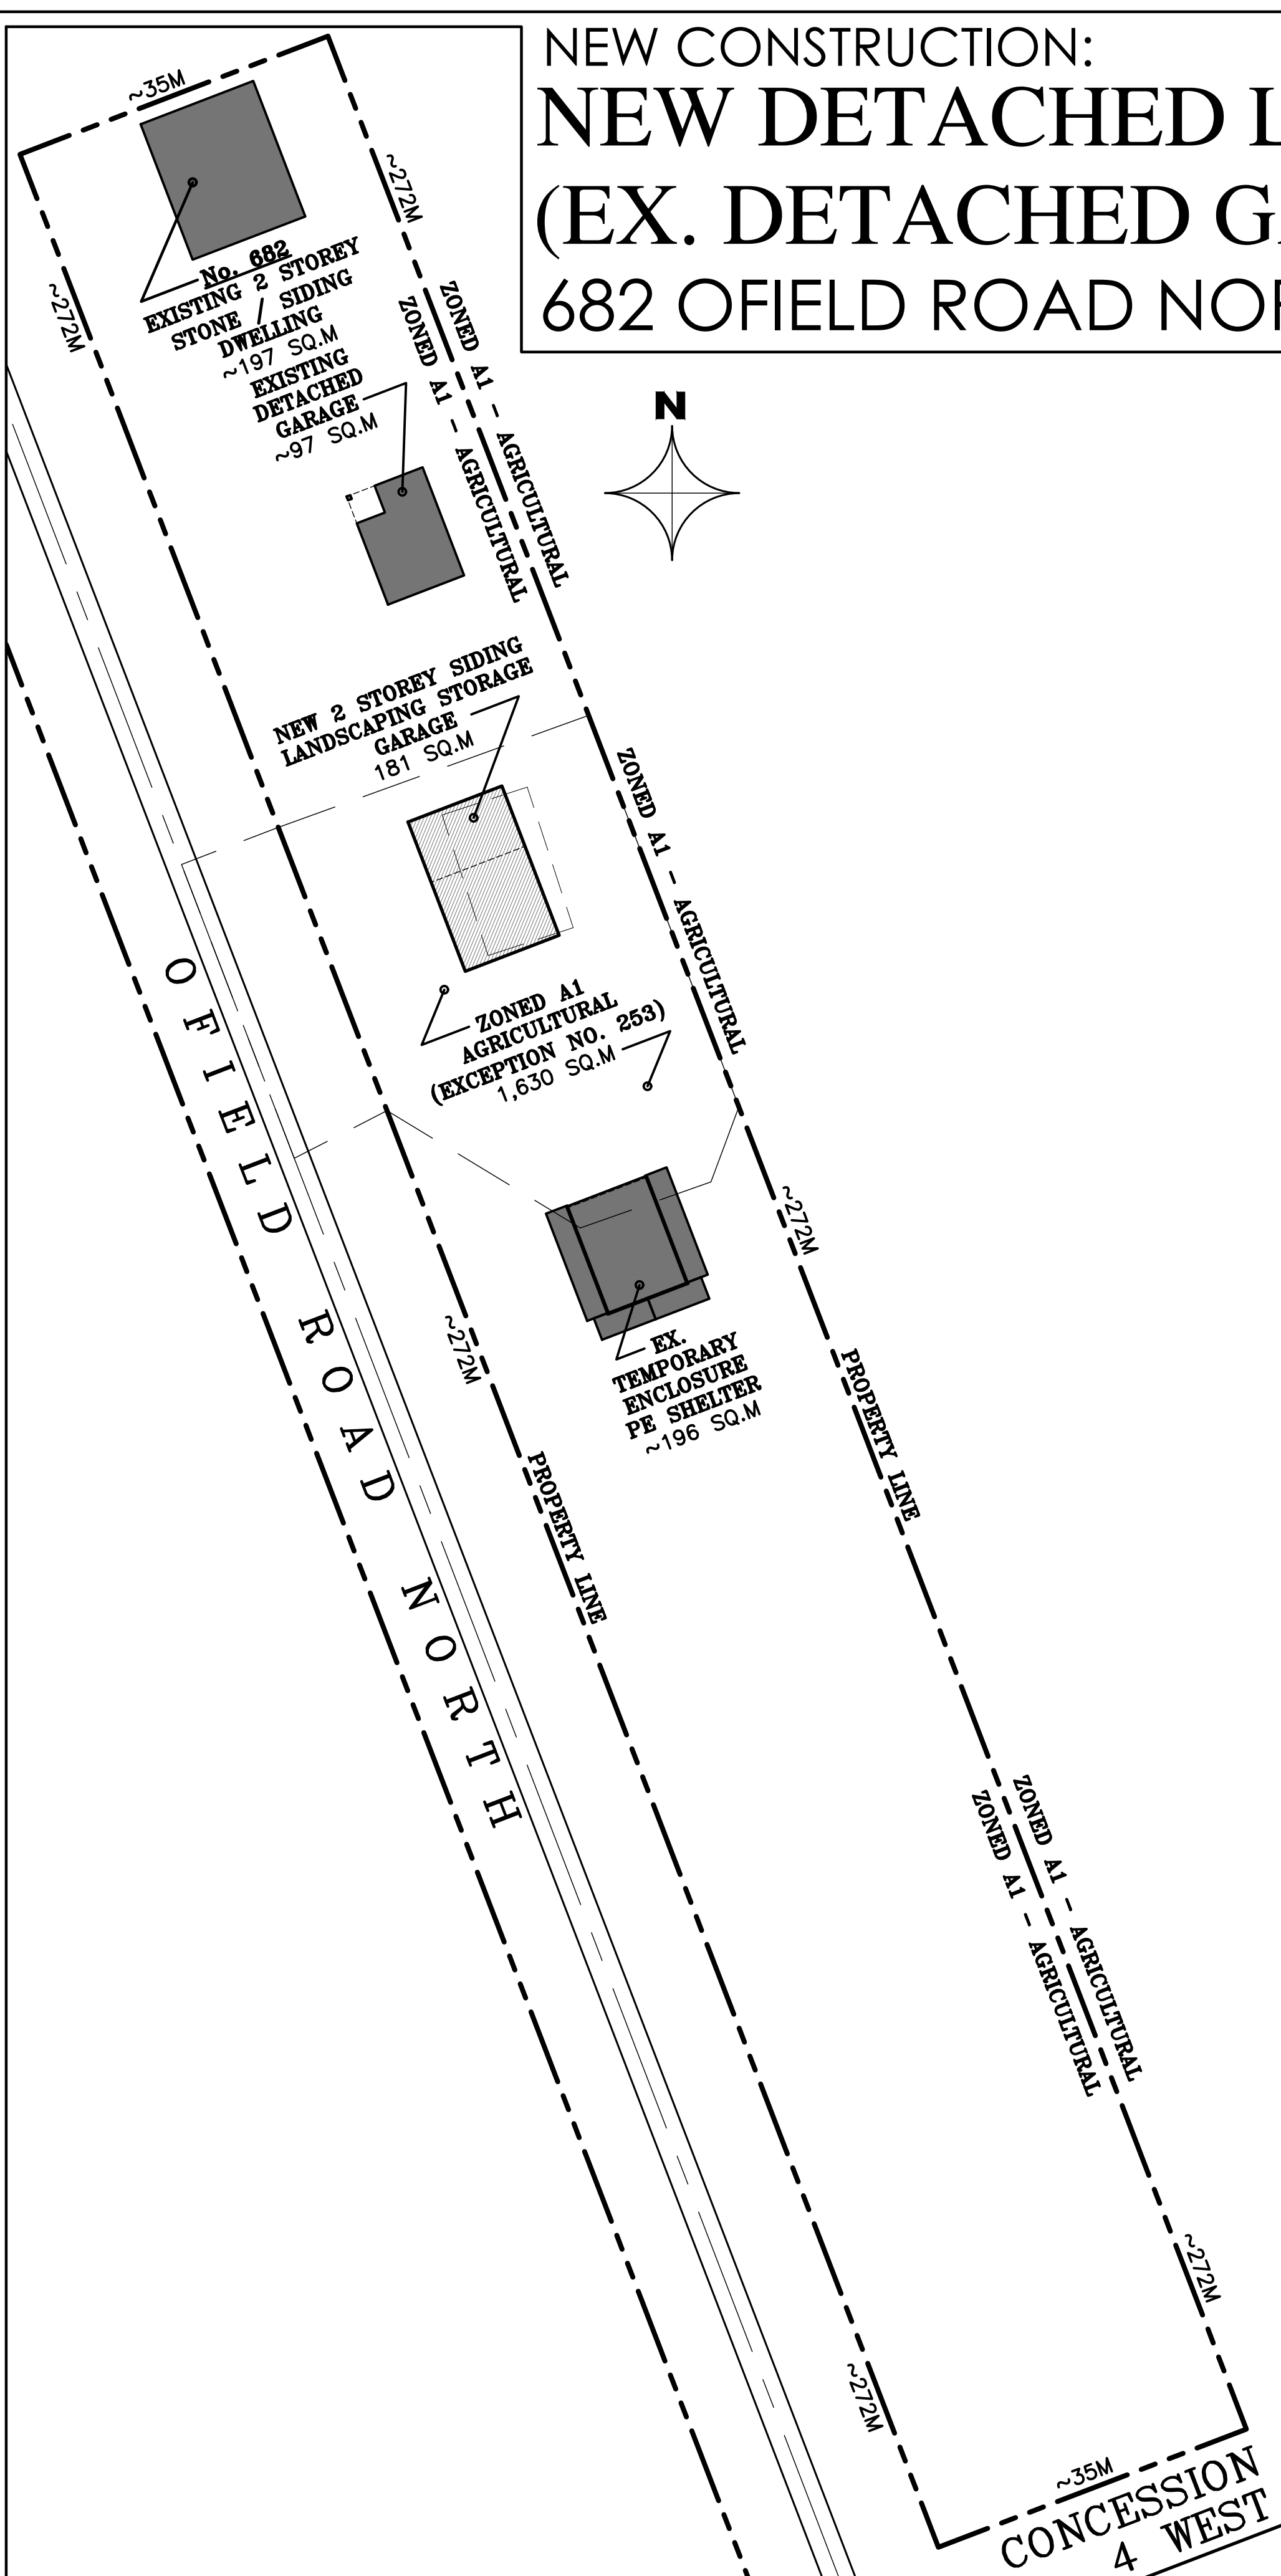 NEW CONSTRUCTION:
NEW DETACHED
(EX. DETACHED
682 OFIELD ROAD
~35M
~272M
~272M
No. 682
EXISTING 2 STOREY
STONE / SIDING
DWELLING
~197 SQ.M
EXISTING
DETACHED
GARAGE
~97 SQ.M
ZONED A1 - AGRICULTURAL
ZONED A1 - AGRICULTURAL
N
NEW 2 STOREY SIDING
LANDSCAPING STORAGE
GARAGE
181 SQ.M
ZONED A1 - AGRICULTURAL
ZONED A1
AGRICULTURAL
(EXCEPTION NO. 253)
1,630 SQ.M
OFIELD ROAD NORTH
~272M
~272M
EX.
TEMPORARY
ENCLOSURE
PE SHELTER
~196 SQ.M
PROPERTY LINE
PROPERTY LINE
ZONED A1 - AGRICULTURAL
ZONED A1 - AGRICULTURAL
~272M
~272M
~35M
CONCESSION
4 WEST